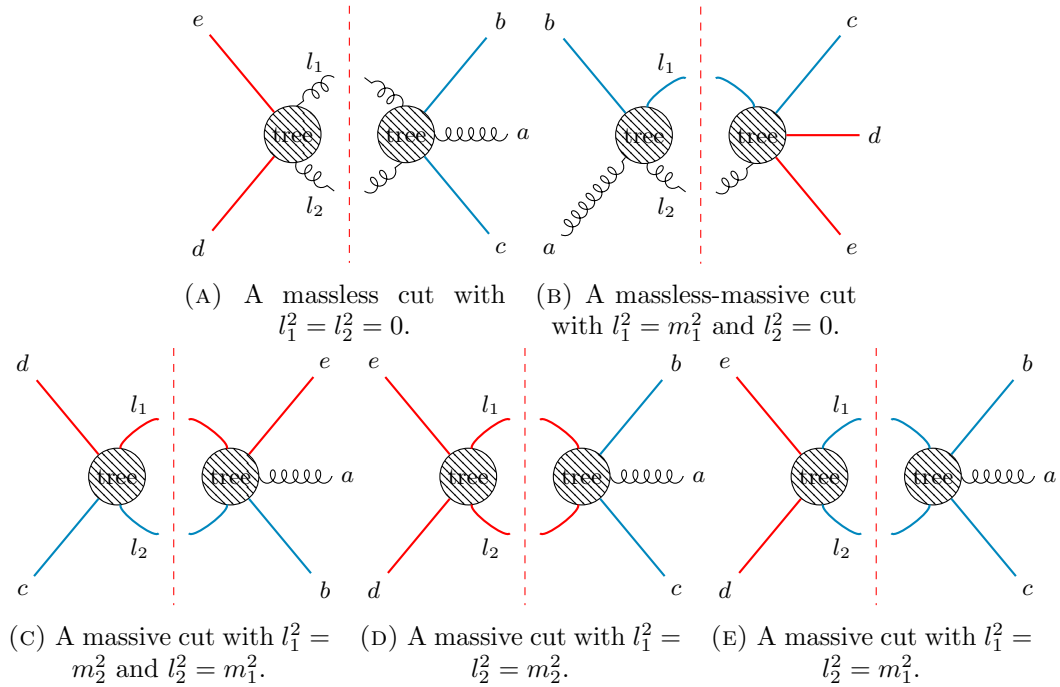 e
l₁
b
tree
tree
a
l₂
d
c
(A) A massless cut with
l₁² = l₂² = 0.
b
l₁
c
tree
tree
d
l₂
a
e
(B) A massless-massive cut
with l₁² = m₁² and l₂² = 0.
d
l₁
e
tree
tree
a
l₂
c
b
(C) A massive cut with l₁² =
m₂² and l₂² = m₁².
e
l₁
b
tree
tree
a
l₂
d
c
(D) A massive cut with l₁² =
l₂² = m₂².
e
l₁
b
tree
tree
a
l₂
d
c
(E) A massive cut with l₁² =
l₂² = m₁².